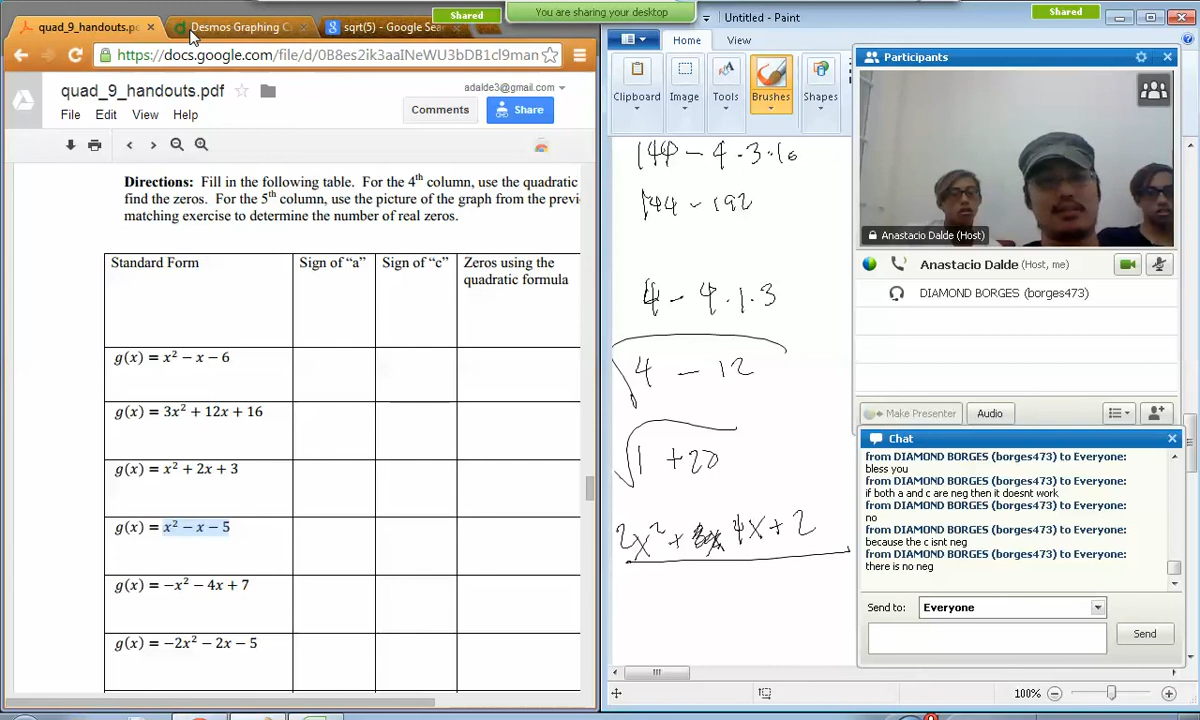 Shared
You are sharing your desktop
Untitled - Paint
Shared
quad_9_handouts.pd
Desmos Graphing C
sqrt(5) - Google Sea
https://docs.google.com/file/d/0B8es2ik3aaINeWU3bDB1cl9man
quad_9_handouts.pdf
adalde3@gmail.com
File Edit View Help
Comments
Share
Home View
Clipboard Image Tools Brushes Shapes
Directions: Fill in the following table. For the 4th column, use the quadratic
find the zeros. For the 5th column, use the picture of the graph from the previ
matching exercise to determine the number of real zeros.
Standard Form
Sign of “a”
Sign of “c”
Zeros using the
quadratic formula
g(x) = x² − x − 6
g(x) = 3x² + 12x + 16
g(x) = x² + 2x + 3
g(x) = x² − x − 5
g(x) = −x² − 4x + 7
g(x) = −2x² − 2x − 5
144 − 4·3·16
144 − 192
4 − 4·1·3
√4 − 12
√1 + 20
2x² + 4x + 2
100%
Participants
Anastacio Dalde (Host)
Anastacio Dalde (Host, me)
DIAMOND BORGES (borges473)
Make Presenter
Audio
Chat
from DIAMOND BORGES (borges473) to Everyone:
bless you
from DIAMOND BORGES (borges473) to Everyone:
if both a and c are neg then it doesnt work
from DIAMOND BORGES (borges473) to Everyone:
no
from DIAMOND BORGES (borges473) to Everyone:
because the c isnt neg
from DIAMOND BORGES (borges473) to Everyone:
there is no neg
Send to:
Everyone
Send